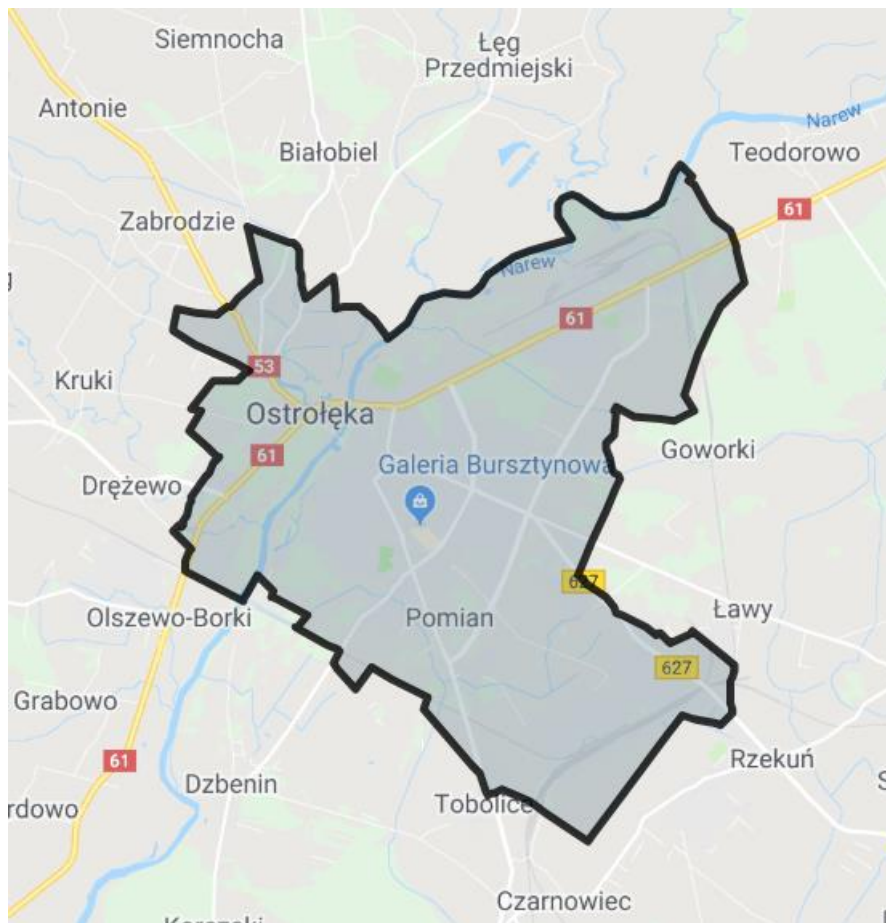 Siemnocha
Łęg
Przedmiejski
Antonie
Narew
Białobiel
Teodorowo
Zabrodzie
61
Narew
61
53
Kruki
Ostrołęka
Goworki
61
Galeria Bursztynowa
Drężewo
627
Olszewo-Borki
Pomian
Ławy
627
Grabowo
61
Rzekuń
Dzbenin
Tobolice
rdowo
Czarnowiec